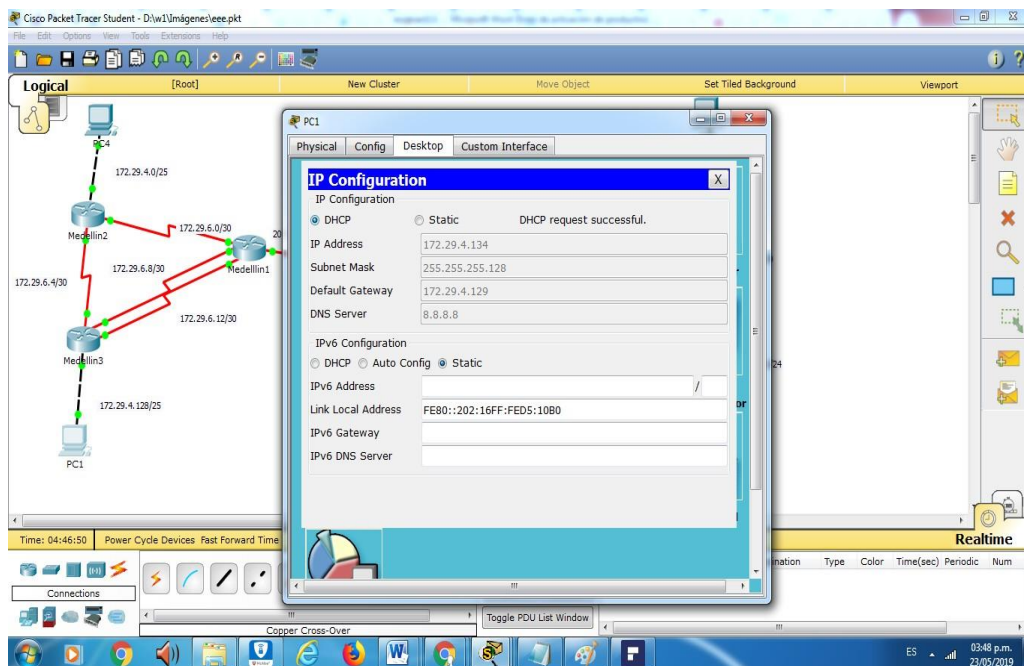 Cisco Packet Tracer Student - D:\w1\Imágenes\eee.pkt
File Edit Options View Tools Extensions Help
Logical
[Root]
New Cluster
Move Object
Set Tiled Background
Viewport
PC4
172.29.4.0/25
Medellin2
172.29.6.0/30
20
Medelllin1
172.29.6.8/30
172.29.6.4/30
172.29.6.12/30
Medellin3
172.29.4.128/25
PC1
24
PC1
Physical Config Desktop Custom Interface
IP Configuration
X
IP Configuration
DHCP Static DHCP request successful.
IP Address 172.29.4.134
Subnet Mask 255.255.255.128
Default Gateway 172.29.4.129
DNS Server 8.8.8.8
IPv6 Configuration
DHCP Auto Config Static
IPv6 Address /
Link Local Address FE80::202:16FF:FED5:10B0
IPv6 Gateway
IPv6 DNS Server
or
Time: 04:46:50 Power Cycle Devices Fast Forward Time
Realtime
Connections
Copper Cross-Over
Toggle PDU List Window
ination Type Color Time(sec) Periodic Num
ES
03:48 p.m.
23/05/2019